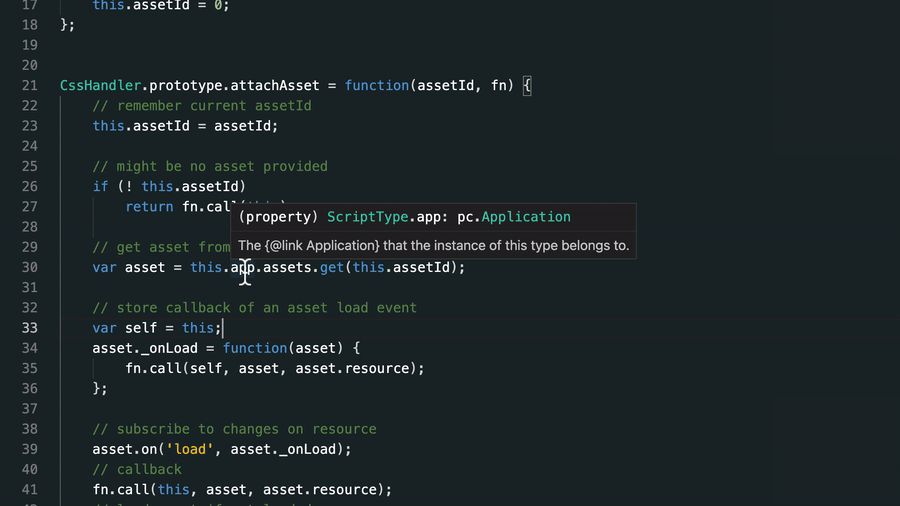 17 this.assetId = 0;
18 };
19
20
21 CssHandler.prototype.attachAsset = function(assetId, fn) {
22 // remember current assetId
23 this.assetId = assetId;
24
25 // might be no asset provided
26 if (! this.assetId)
27 return fn.call(
(property) ScriptType.app: pc.Application
28
The {@link Application} that the instance of this type belongs to.
29 // get asset from
30 var asset = this.app.assets.get(this.assetId);
31
32 // store callback of an asset load event
33 var self = this;
34 asset._onLoad = function(asset) {
35 fn.call(self, asset, asset.resource);
36 };
37
38 // subscribe to changes on resource
39 asset.on('load', asset._onLoad);
40 // callback
41 fn.call(this, asset, asset.resource);